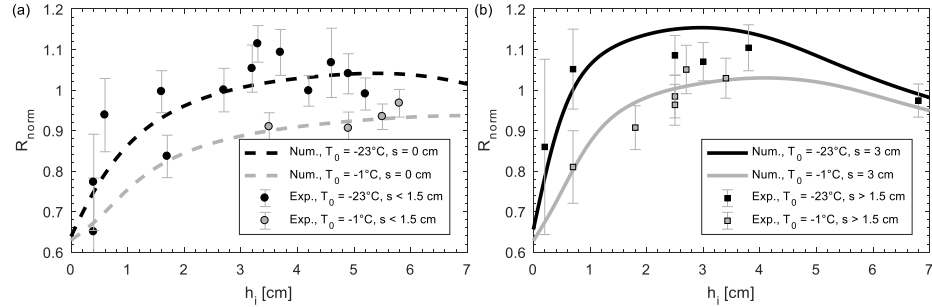 (a)
1.2
1.1
1
0.9
0.8
0.7
0.6
R_norm
0 1 2 3 4 5 6 7
h_i [cm]
Num., T_0 = -23°C, s = 0 cm
Num., T_0 = -1°C, s = 0 cm
Exp., T_0 = -23°C, s < 1.5 cm
Exp., T_0 = -1°C, s < 1.5 cm
(b)
1.2
1.1
1
0.9
0.8
0.7
0.6
R_norm
0 1 2 3 4 5 6 7
h_i [cm]
Num., T_0 = -23°C, s = 3 cm
Num., T_0 = -1°C, s = 3 cm
Exp., T_0 = -23°C, s > 1.5 cm
Exp., T_0 = -1°C, s > 1.5 cm